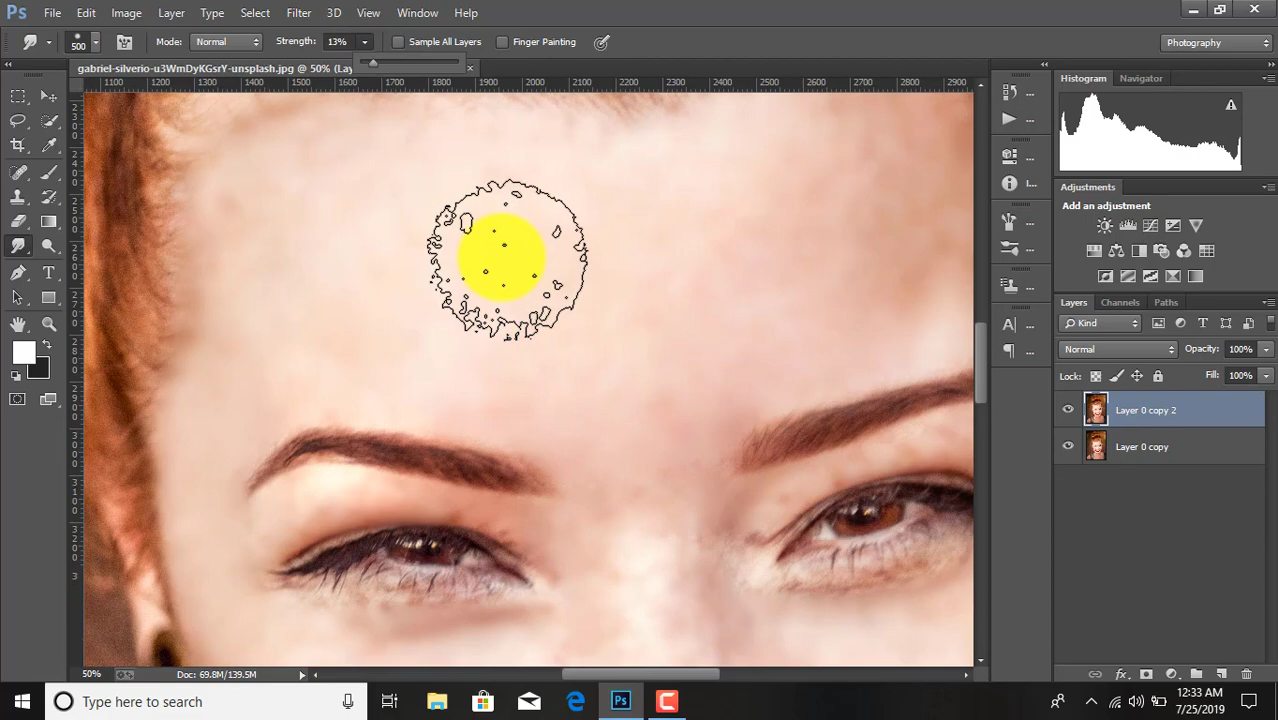 Ps File Edit Image Layer Type Select Filter 3D View Window Help
500 Mode: Normal Strength: 13% Sample All Layers Finger Painting Photography
gabriel-silverio-u3WmDyKGsrY-unsplash.jpg @ 50% (Lay
1100 1200 1300 1400 1500 1600 1700 1800 1900 2000 2100 2200 2300 2400 2500 2600 2700 2800 2900
Histogram Navigator
Adjustments
Add an adjustment
Layers Channels Paths
Kind
Normal Opacity: 100%
Lock: Fill: 100%
Layer 0 copy 2
Layer 0 copy
50% Doc: 69.8M/139.5M
Type here to search
Ps
12:33 AM
7/25/2019